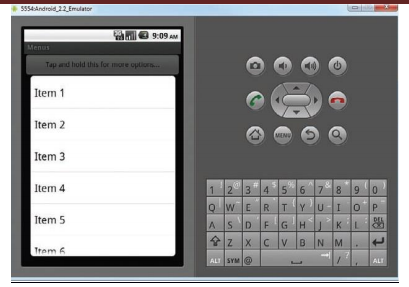 5554:Android_2.2_Emulator
9:09 AM
Menus
Tap and hold this for more options...
Item 1
Item 2
Item 3
Item 4
Item 5
Item 6
MENU
1 2 @ 3 # 4 $ 5 % 6 ^ 7 & 8 * 9 ( 0 )
Q W E R T Y U I O P
A S D F G H J K L DEL
Z X C V B N M .
ALT SYM @ / ? , ALT